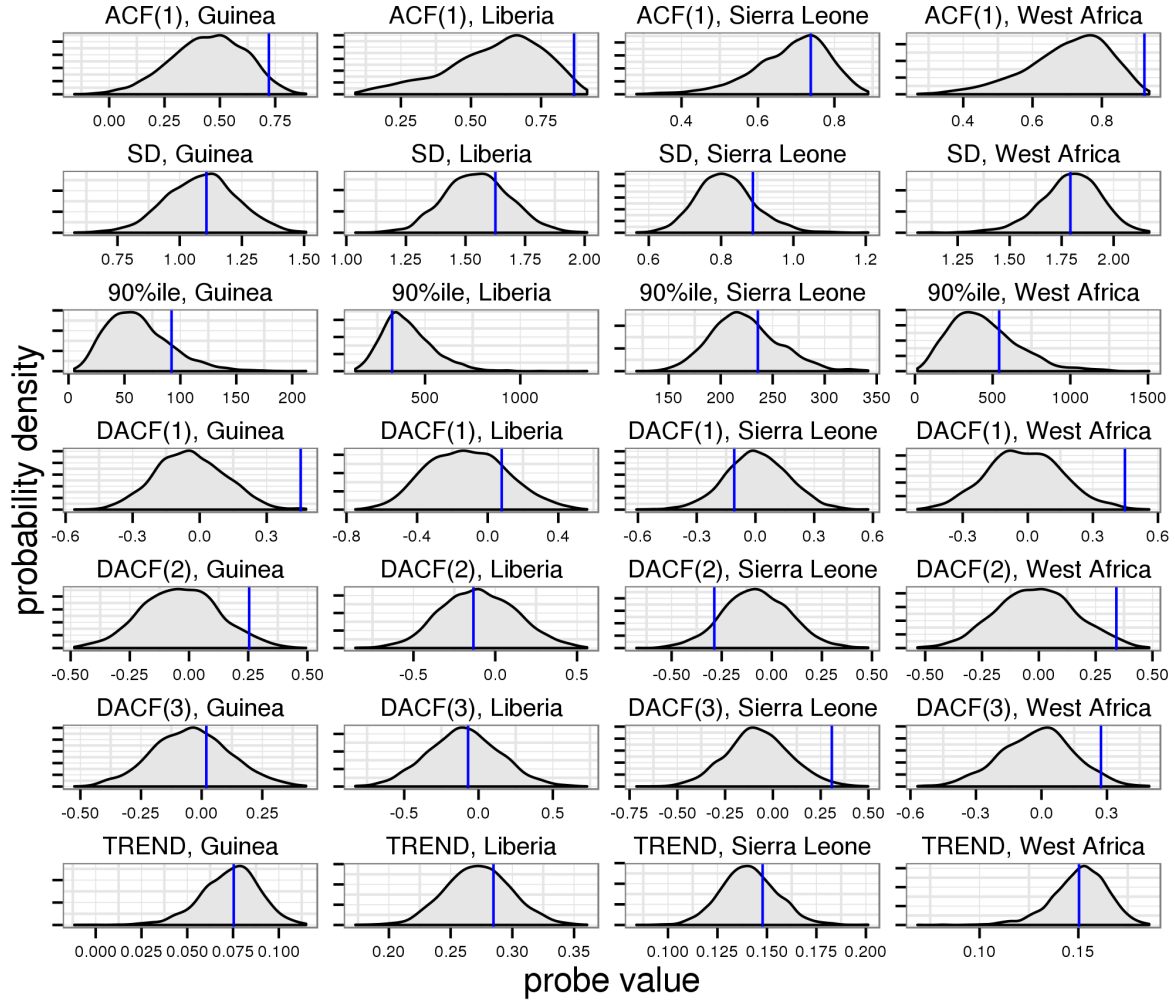 ACF(1), Guinea ACF(1), Liberia ACF(1), Sierra Leone ACF(1), West Africa
0.00 0.25 0.50 0.75 0.25 0.50 0.75 0.4 0.6 0.8 0.4 0.6 0.8
SD, Guinea SD, Liberia SD, Sierra Leone SD, West Africa
0.75 1.00 1.25 1.50 1.00 1.25 1.50 1.75 2.00 0.6 0.8 1.0 1.2 1.25 1.50 1.75 2.00
90%ile, Guinea 90%ile, Liberia 90%ile, Sierra Leone 90%ile, West Africa
0 50 100 150 200 500 1000 150 200 250 300 350 0 500 1000 1500
DACF(1), Guinea DACF(1), Liberia DACF(1), Sierra Leone DACF(1), West Africa
-0.6 -0.3 0.0 0.3 -0.8 -0.4 0.0 0.4 -0.6 -0.3 0.0 0.3 0.6 -0.3 0.0 0.3 0.6
probability density
DACF(2), Guinea DACF(2), Liberia DACF(2), Sierra Leone DACF(2), West Africa
-0.50 -0.25 0.00 0.25 0.50 -0.5 0.0 0.5 -0.50 -0.25 0.00 0.25 0.50 -0.50 -0.25 0.00 0.25 0.50
DACF(3), Guinea DACF(3), Liberia DACF(3), Sierra Leone DACF(3), West Africa
-0.50 -0.25 0.00 0.25 -0.5 0.0 0.5 -0.75 -0.50 -0.25 0.00 0.25 0.50 -0.6 -0.3 0.0 0.3
TREND, Guinea TREND, Liberia TREND, Sierra Leone TREND, West Africa
0.000 0.025 0.050 0.075 0.100 0.20 0.25 0.30 0.35 0.100 0.125 0.150 0.175 0.200 0.10 0.15
probe value